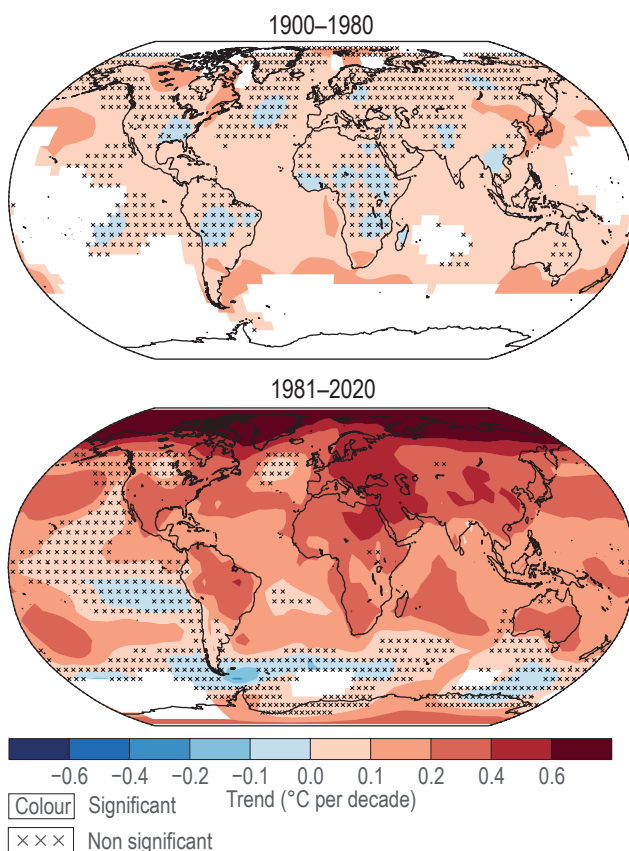 1900–1980
1981–2020
−0.6 −0.4 −0.2 −0.1 0.0 0.1 0.2 0.4 0.6
Trend (°C per decade)
Colour Significant
××× Non significant